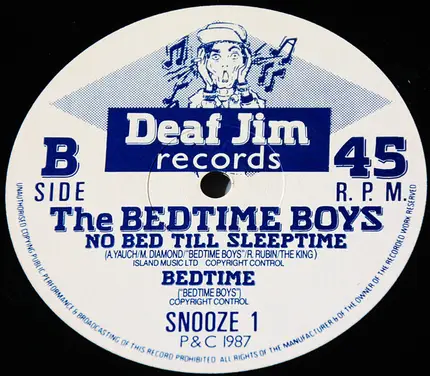 Deaf Jim
records
B
SIDE
45
R. P. M.
The BEDTIME BOYS
NO BED TILL SLEEPTIME
(A.YAUCH/M. DIAMOND/"BEDTIME BOYS"/R. RUBIN/THE KING)
ISLAND MUSIC LTD COPYRIGHT CONTROL
BEDTIME
("BEDTIME BOYS")
COPYRIGHT CONTROL
SNOOZE 1
P & C 1987
UNAUTHORISED COPYING PUBLIC PERFORMANCE & BROADCASTING OF THIS RECORD PROHIBITED. ALL RIGHTS OF THE MANUFACTURER & OF THE OWNER OF THE RECORDED WORK RESERVED